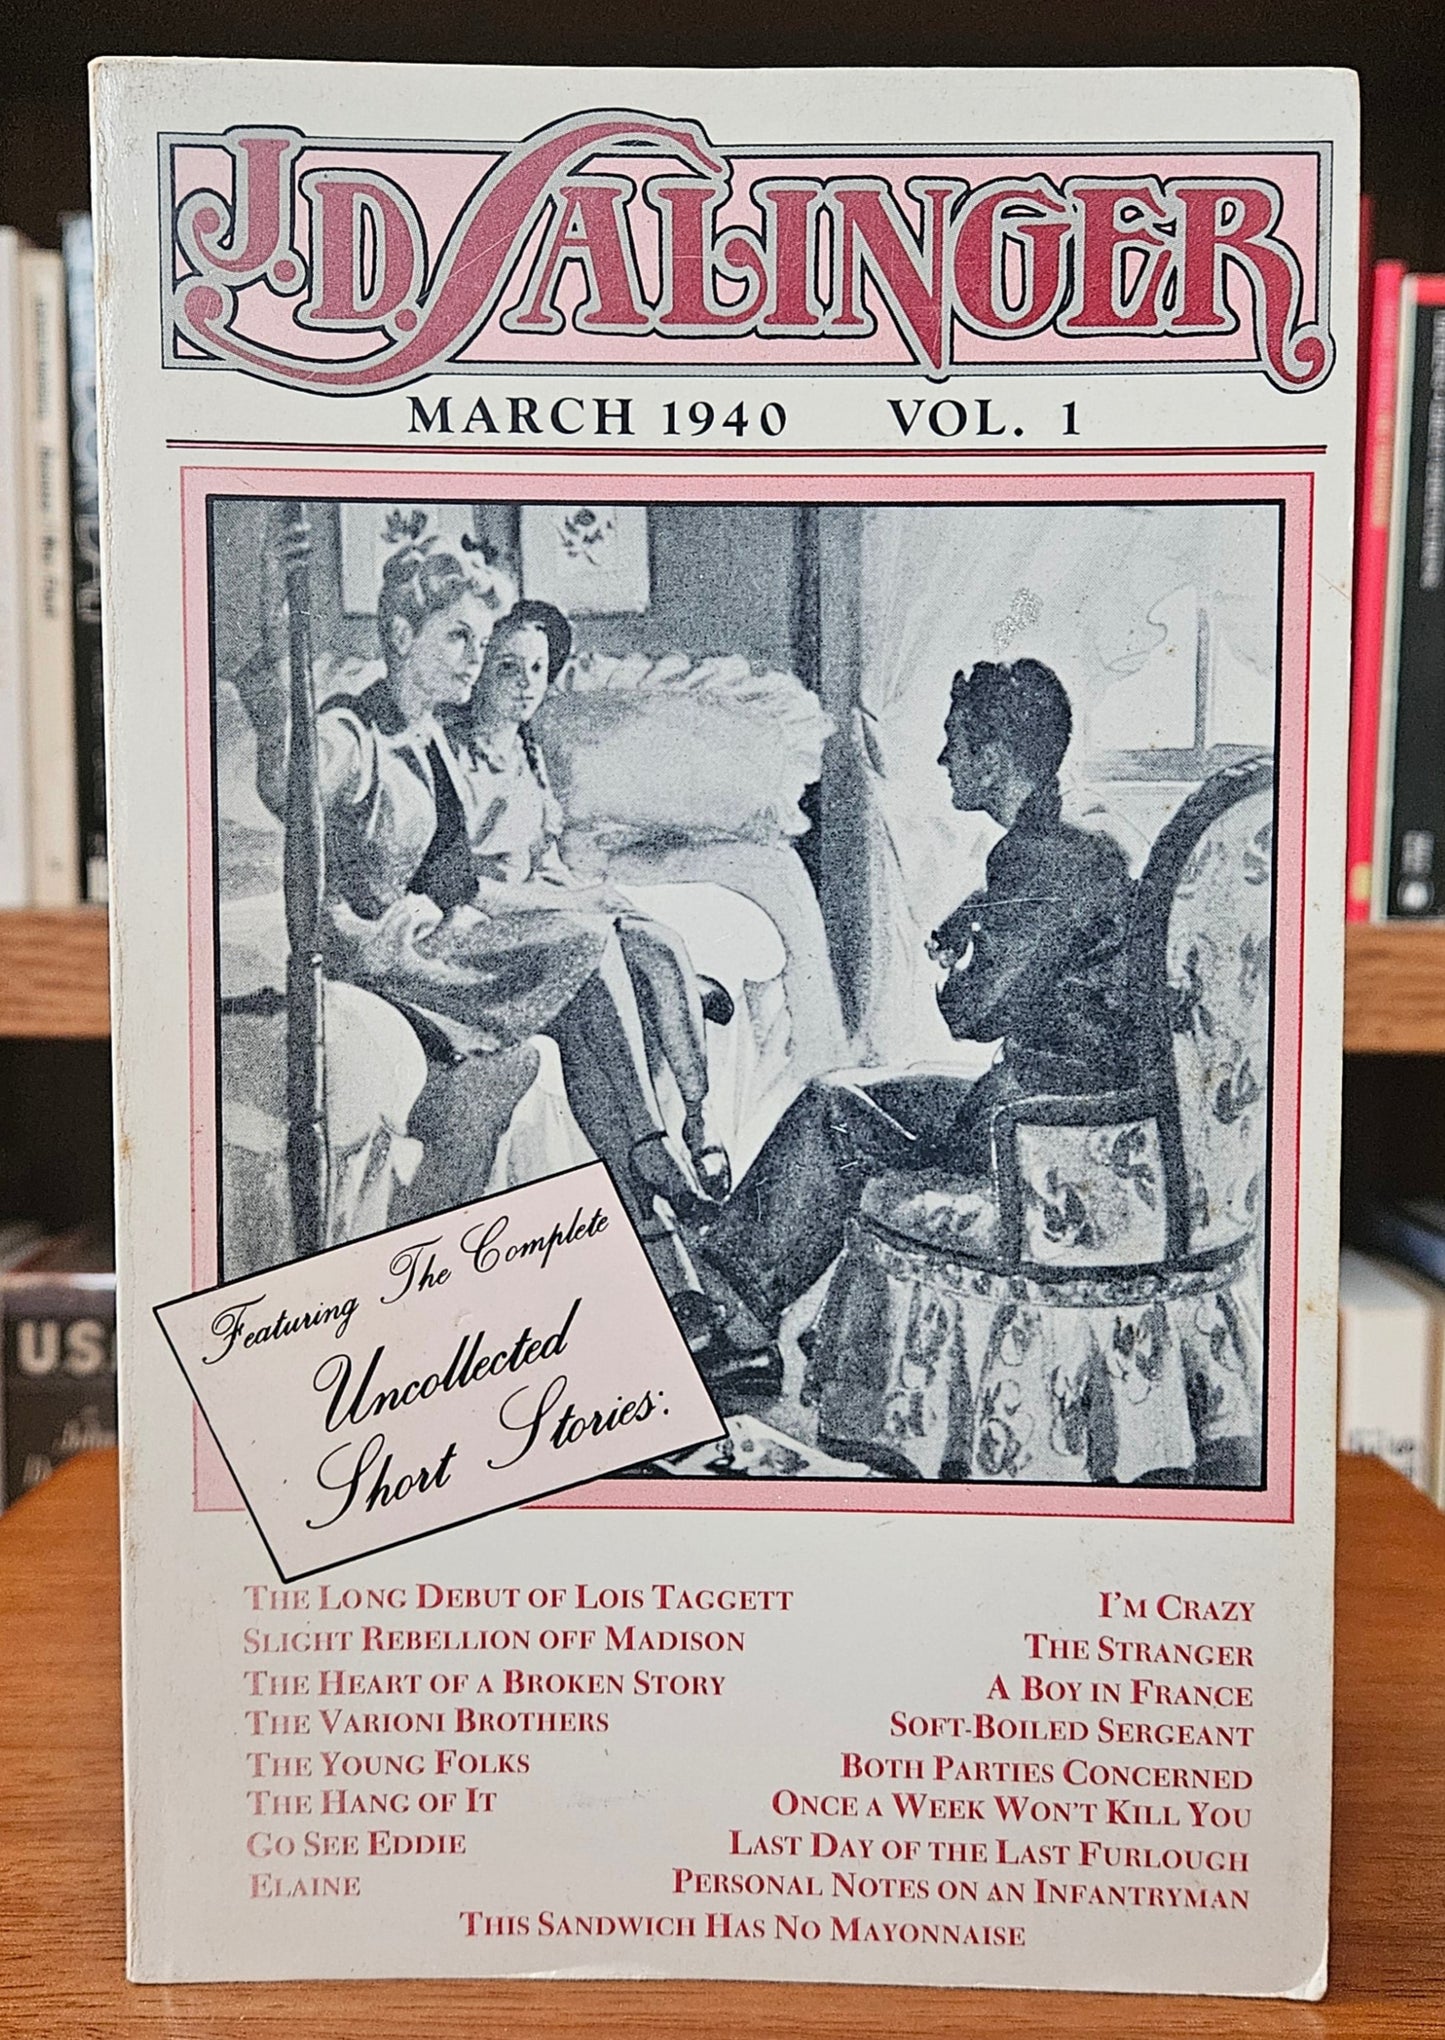 J.D. SALINGER
MARCH 1940 VOL. 1
Featuring The Complete
Uncollected
Short Stories:
THE LONG DEBUT OF LOIS TAGGETT
SLIGHT REBELLION OFF MADISON
THE HEART OF A BROKEN STORY
THE VARIONI BROTHERS
THE YOUNG FOLKS
THE HANG OF IT
GO SEE EDDIE
ELAINE
I'M CRAZY
THE STRANGER
A BOY IN FRANCE
SOFT-BOILED SERGEANT
BOTH PARTIES CONCERNED
ONCE A WEEK WON'T KILL YOU
LAST DAY OF THE LAST FURLOUGH
PERSONAL NOTES ON AN INFANTRYMAN
THIS SANDWICH HAS NO MAYONNAISE